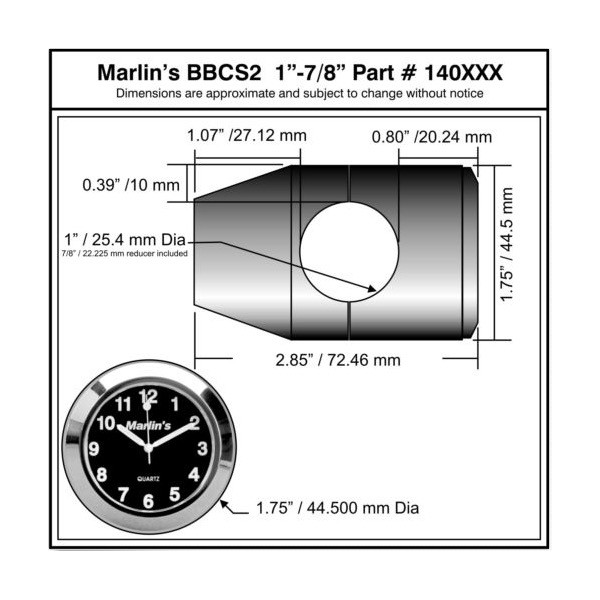 Marlin’s BBCS2 1”-7/8” Part # 140XXX
Dimensions are approximate and subject to change without notice
1.07” /27.12 mm
0.80” /20.24 mm
0.39” /10 mm
1” / 25.4 mm Dia
7/8” / 22.225 mm reducer included
1.75” / 44.5 mm
2.85” / 72.46 mm
12
11
1
10
2
Marlin's
9
3
8
4
QUARTZ
7
5
6
1.75” / 44.500 mm Dia